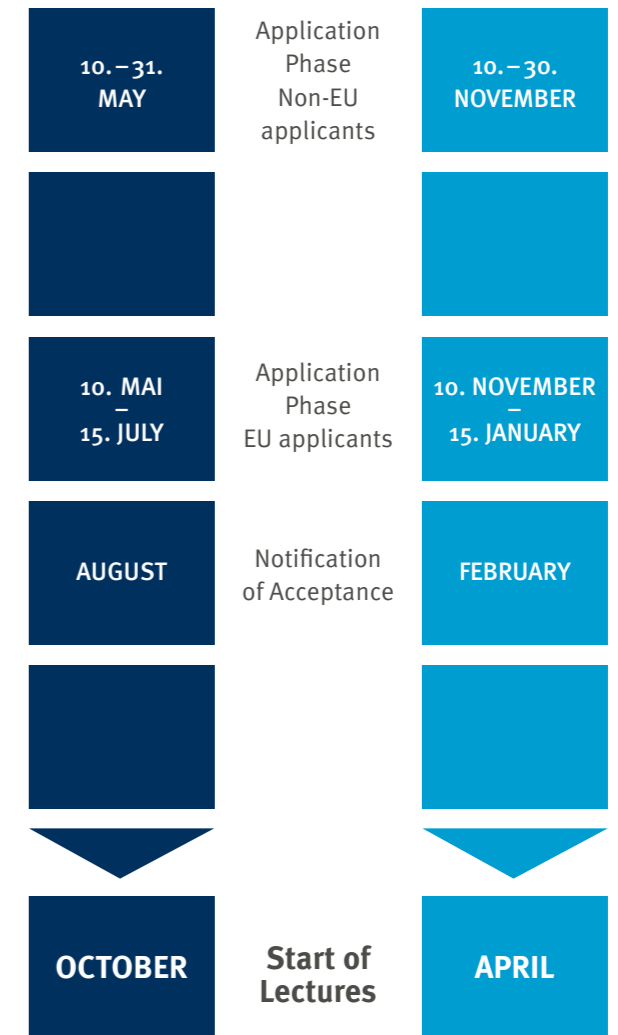 10. – 31.
MAY
Application
Phase
Non-EU
applicants
10. – 30.
NOVEMBER
10. MAI
–
15. JULY
Application
Phase
EU applicants
10. NOVEMBER
–
15. JANUARY
AUGUST
Notification
of Acceptance
FEBRUARY
OCTOBER
Start of
Lectures
APRIL